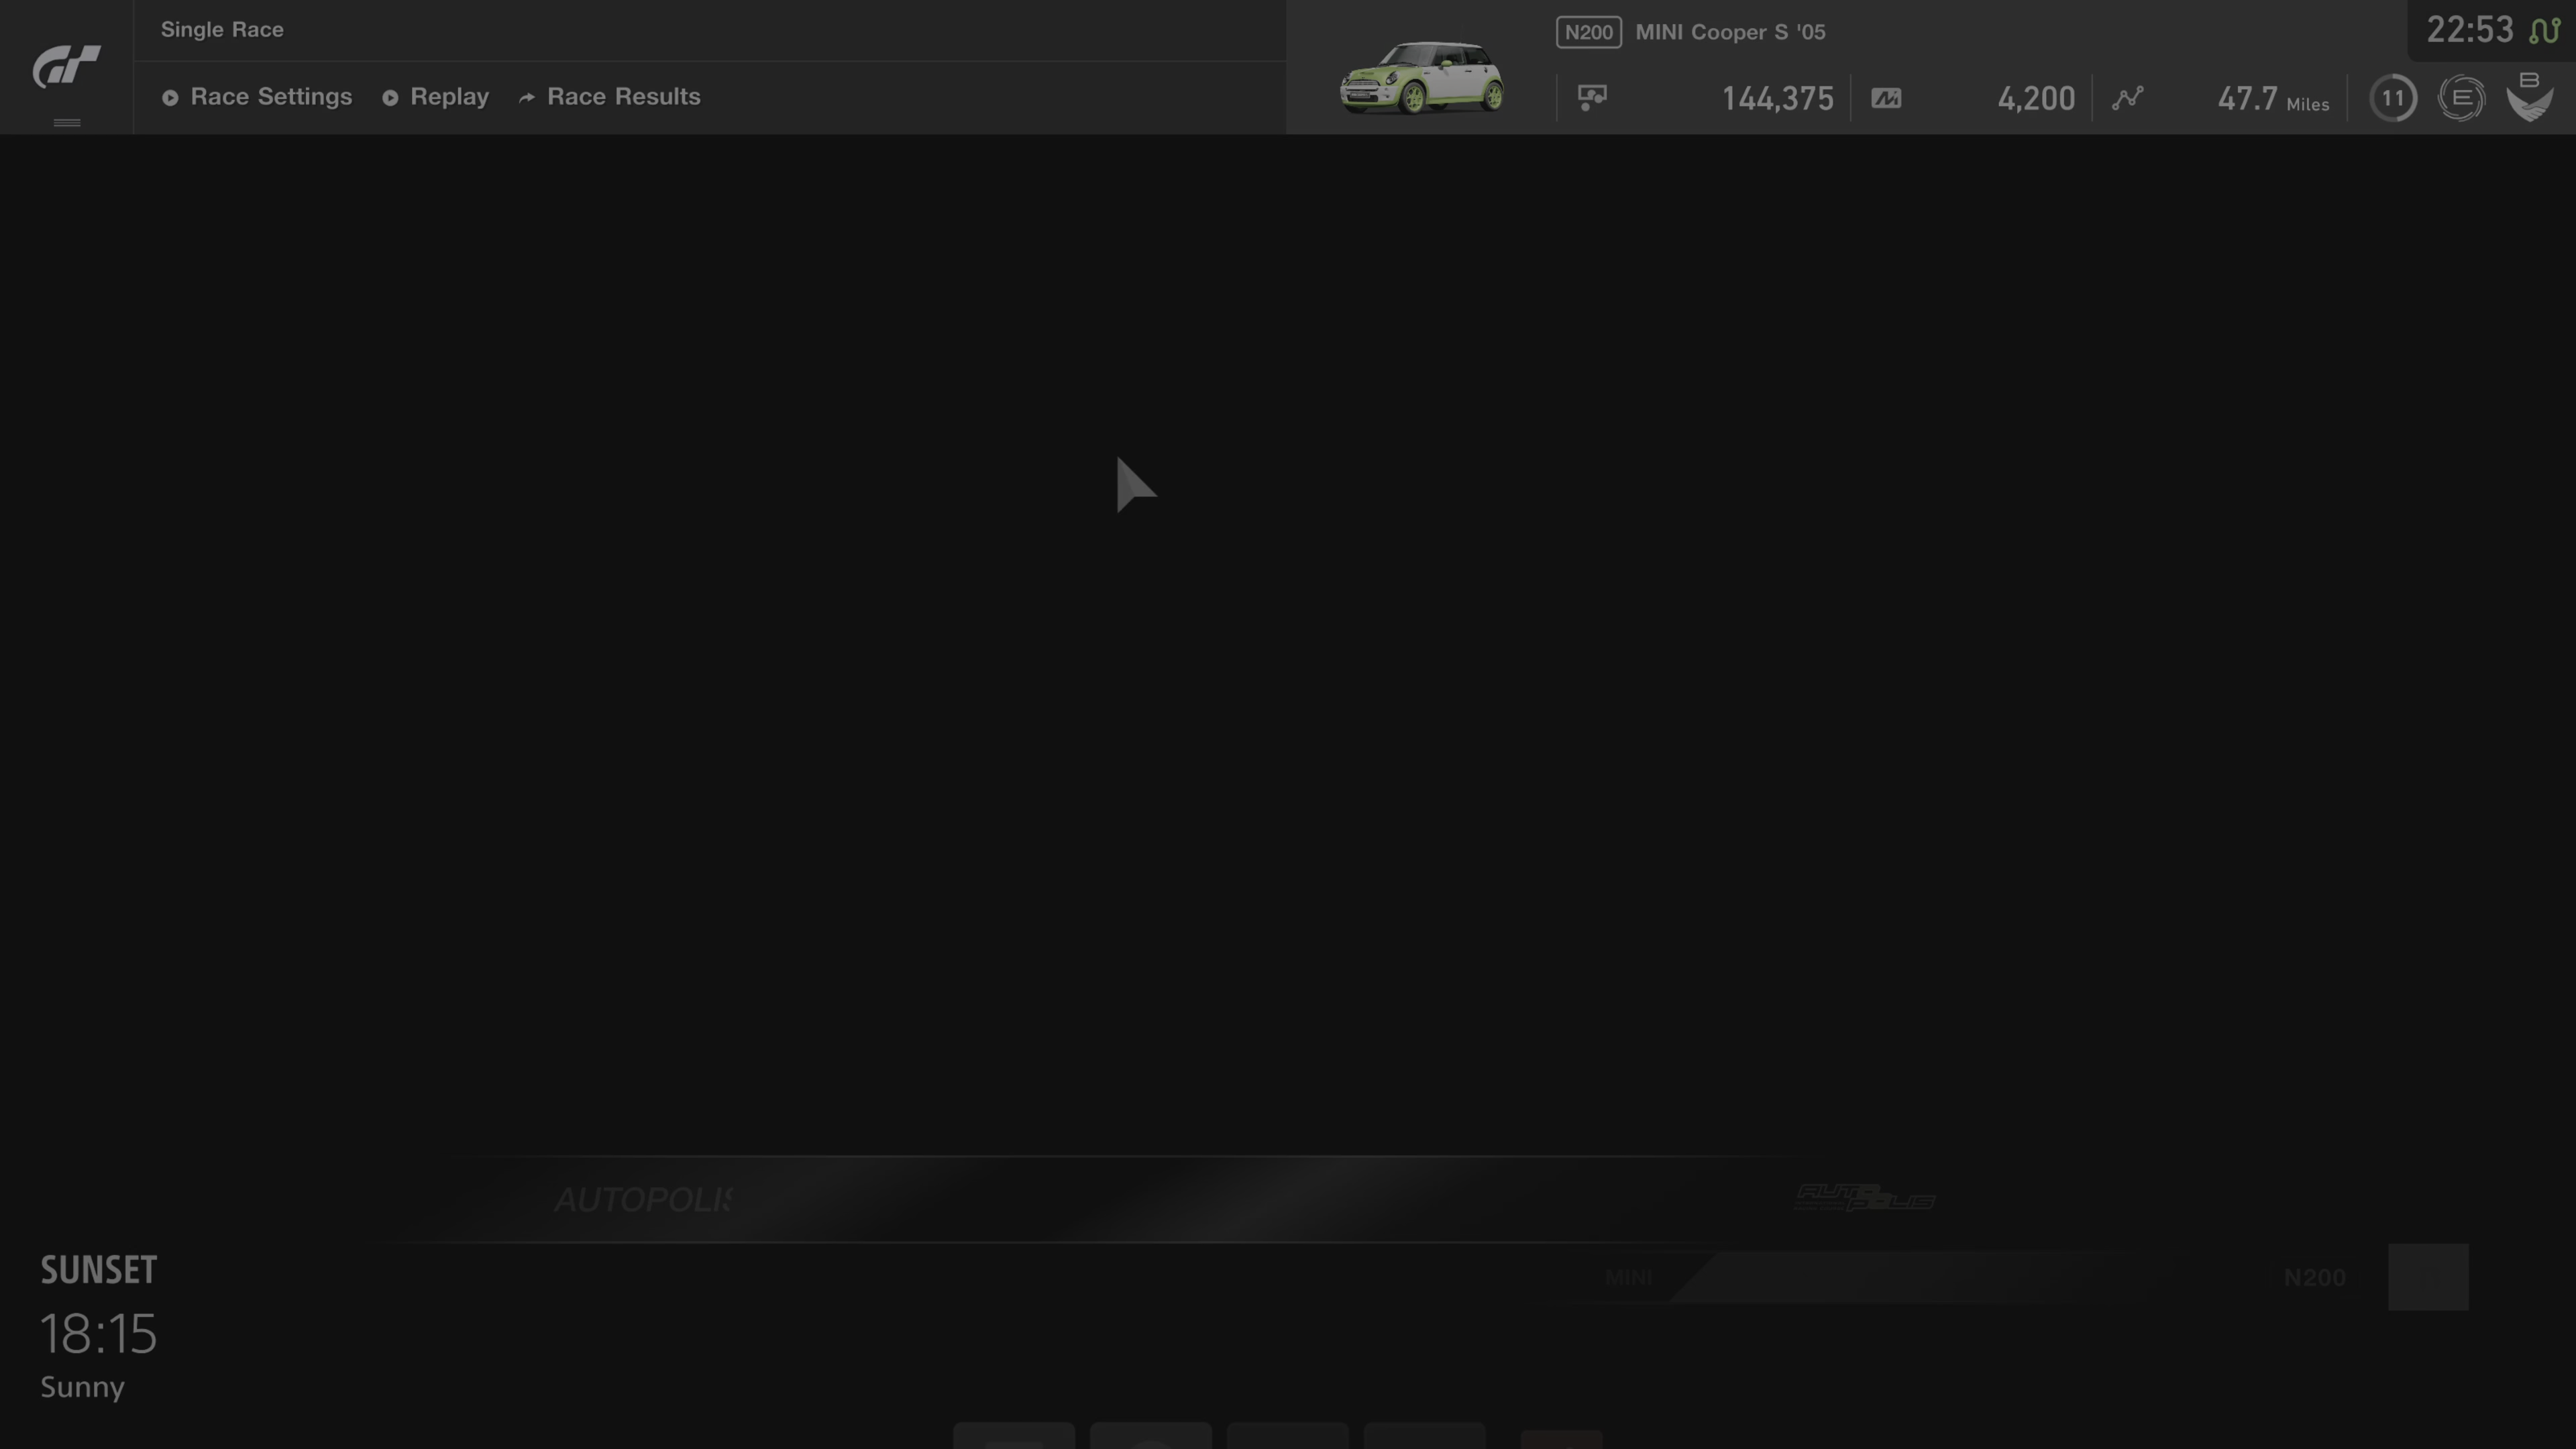 Single Race
N200 MINI Cooper S '05
22:53
Race Settings Replay Race Results
144,375 4,200 47.7 Miles 11 E B
AUTOPOLIS
AUTOPOLIS
SUNSET
MINI N200
18:15
Sunny